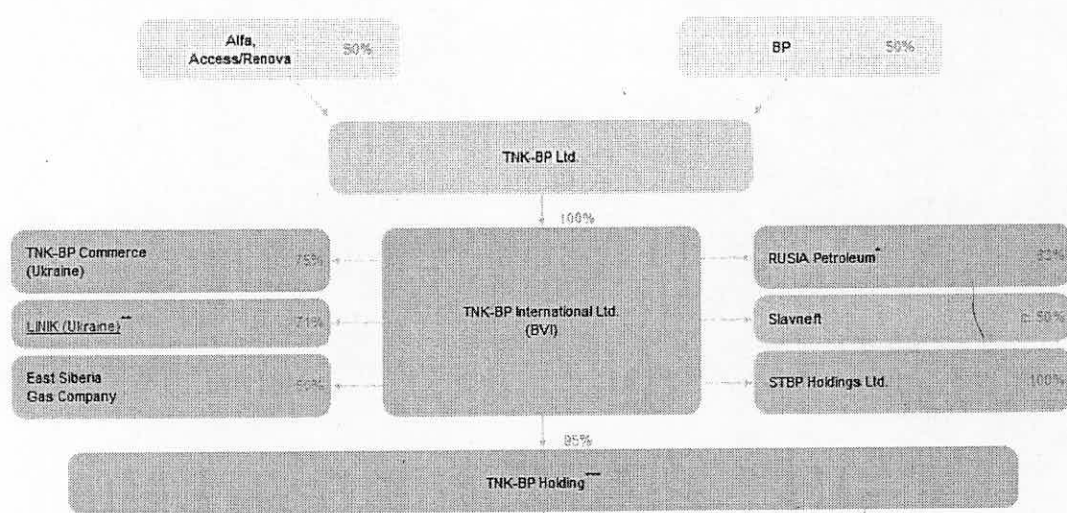 Alfa,
Access/Renova 50%
BP 50%
TNK-BP Ltd.
100%
TNK-BP Commerce
(Ukraine) 75%
LINIK (Ukraine)** 71%
East Siberia
Gas Company
TNK-BP International Ltd.
(BVI)
RUSIA Petroleum*
Slavneft c. 50%
STBP Holdings Ltd. 100%
95%
TNK-BP Holding***